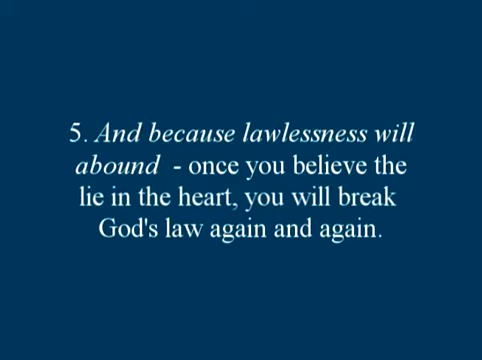 5. And because lawlessness will
abound - once you believe the
lie in the heart, you will break
God's law again and again.